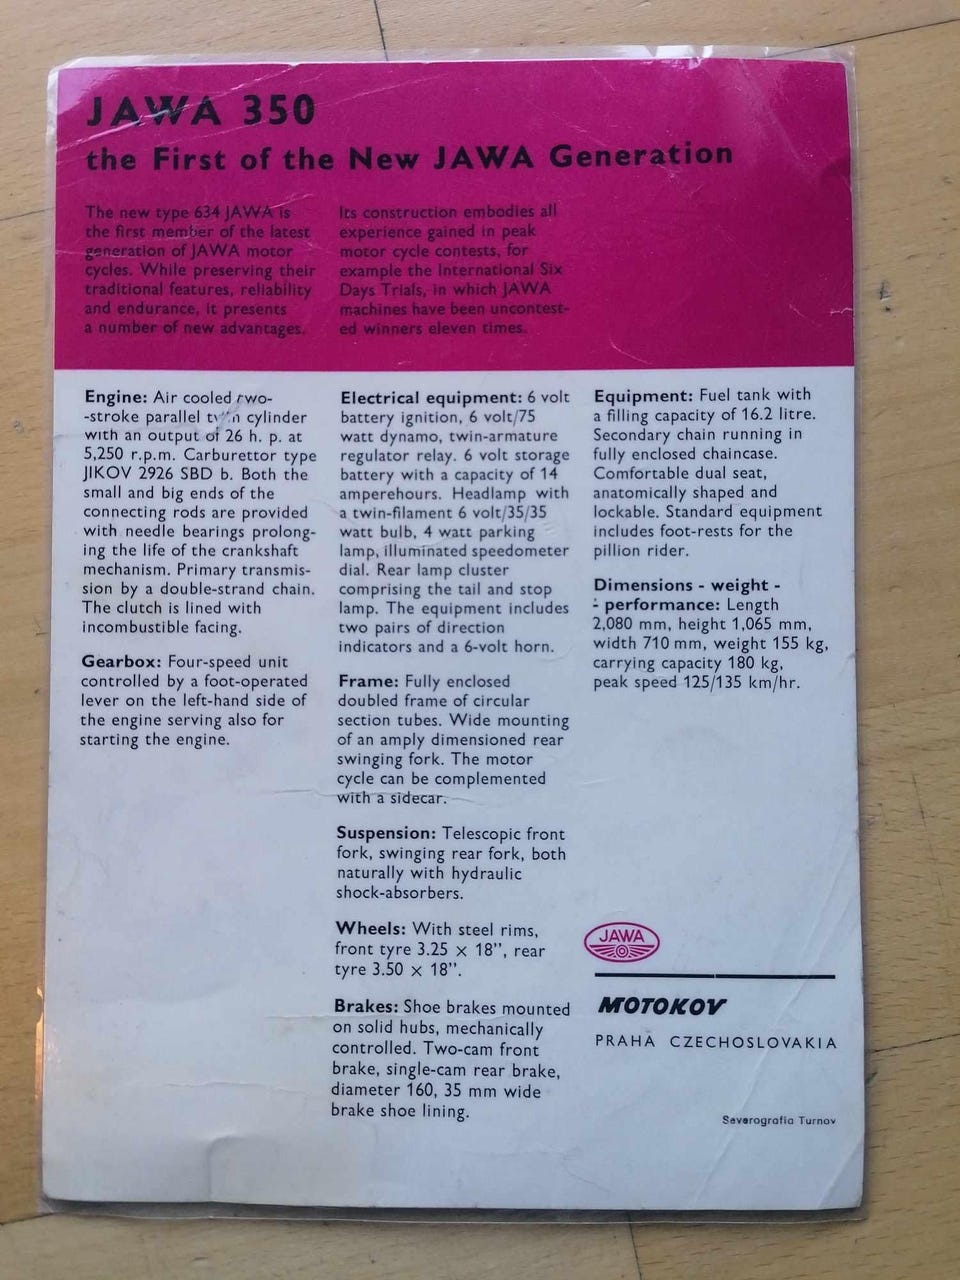 JAWA 350
the First of the New JAWA Generation
The new type 634 JAWA is
the first member of the latest
generation of JAWA motor
cycles. While preserving their
traditional features, reliability
and endurance, it presents
a number of new advantages.
Its construction embodies all
experience gained in peak
motor cycle contests, for
example the International Six
Days Trials, in which JAWA
machines have been uncontest-
ed winners eleven times.
Engine: Air cooled two-
-stroke parallel twin cylinder
with an output of 26 h. p. at
5,250 r.p.m. Carburettor type
JIKOV 2926 SBD b. Both the
small and big ends of the
connecting rods are provided
with needle bearings prolong-
ing the life of the crankshaft
mechanism. Primary transmis-
sion by a double-strand chain.
The clutch is lined with
incombustible facing.
Gearbox: Four-speed unit
controlled by a foot-operated
lever on the left-hand side of
the engine serving also for
starting the engine.
Electrical equipment: 6 volt
battery ignition, 6 volt/75
watt dynamo, twin-armature
regulator relay. 6 volt storage
battery with a capacity of 14
amperehours. Headlamp with
a twin-filament 6 volt/35/35
watt bulb, 4 watt parking
lamp, illuminated speedometer
dial. Rear lamp cluster
comprising the tail and stop
lamp. The equipment includes
two pairs of direction
indicators and a 6-volt horn.
Frame: Fully enclosed
doubled frame of circular
section tubes. Wide mounting
of an amply dimensioned rear
swinging fork. The motor
cycle can be complemented
with a sidecar.
Suspension: Telescopic front
fork, swinging rear fork, both
naturally with hydraulic
shock-absorbers.
Wheels: With steel rims,
front tyre 3.25 × 18”, rear
tyre 3.50 × 18”.
Brakes: Shoe brakes mounted
on solid hubs, mechanically
controlled. Two-cam front
brake, single-cam rear brake,
diameter 160, 35 mm wide
brake shoe lining.
Equipment: Fuel tank with
a filling capacity of 16.2 litre.
Secondary chain running in
fully enclosed chaincase.
Comfortable dual seat,
anatomically shaped and
lockable. Standard equipment
includes foot-rests for the
pillion rider.
Dimensions - weight -
- performance: Length
2,080 mm, height 1,065 mm,
width 710 mm, weight 155 kg,
carrying capacity 180 kg,
peak speed 125/135 km/hr.
JAWA
MOTOKOV
PRAHA CZECHOSLOVAKIA
Severografia Turnov